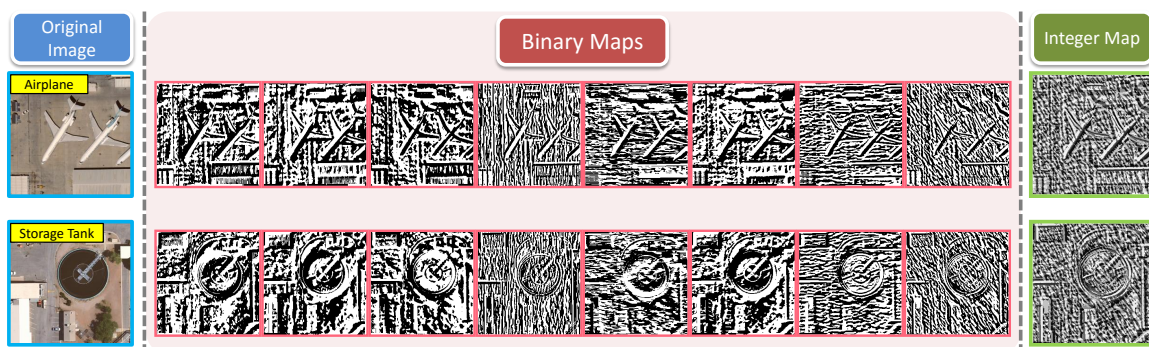 Original
Image
Binary Maps
Integer Map
Airplane
Storage Tank